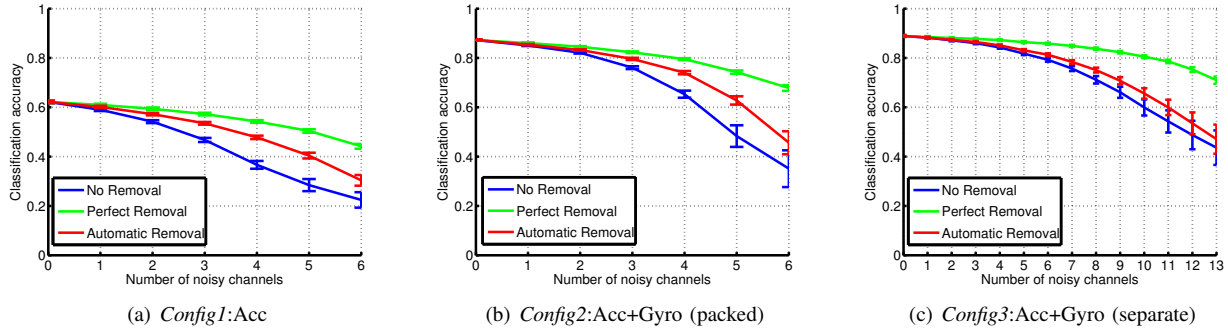 1
0.8
0.6
0.4
0.2
0
Classification accuracy
No Removal
Perfect Removal
Automatic Removal
0 1 2 3 4 5 6
Number of noisy channels
(a) Config1:Acc
1
0.8
0.6
0.4
0.2
0
Classification accuracy
No Removal
Perfect Removal
Automatic Removal
0 1 2 3 4 5 6
Number of noisy channels
(b) Config2:Acc+Gyro (packed)
1
0.8
0.6
0.4
0.2
0
Classification accuracy
No Removal
Perfect Removal
Automatic Removal
0 1 2 3 4 5 6 7 8 9 10 11 12 13
Number of noisy channels
(c) Config3:Acc+Gyro (separate)